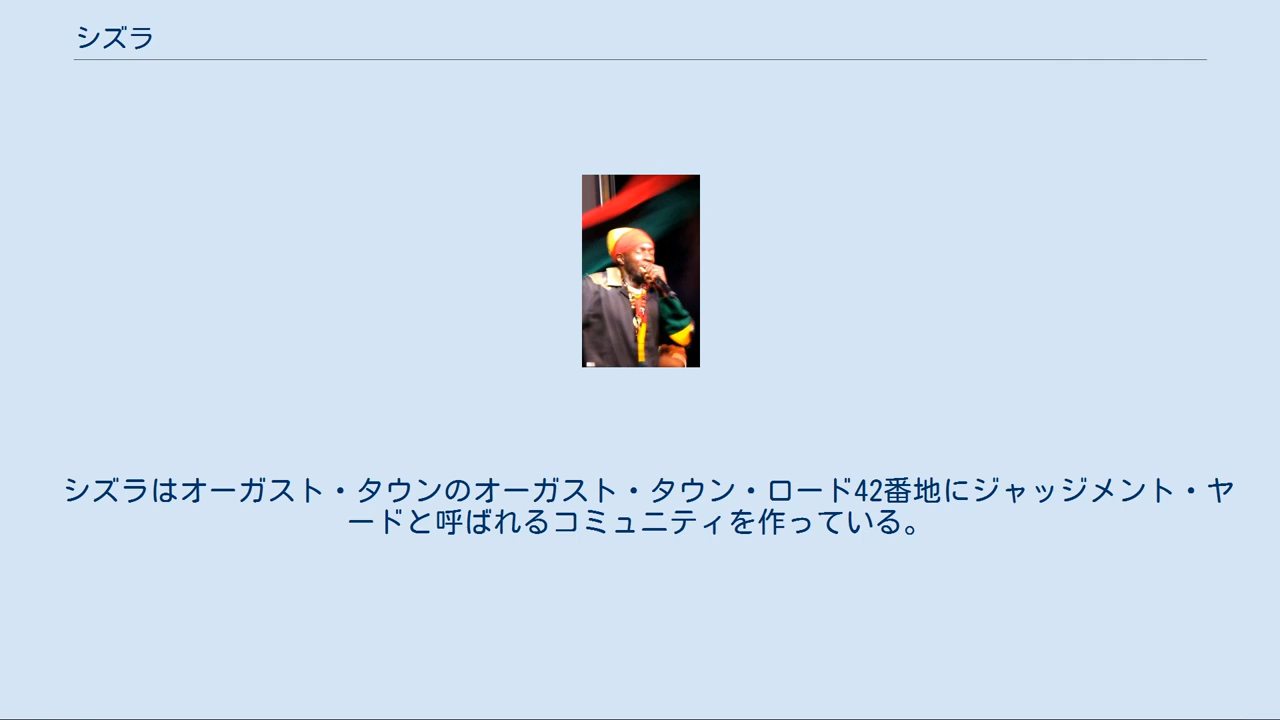 シズラ
シズラはオーガスト・タウンのオーガスト・タウン・ロード42番地にジャッジメント・ヤ
ードと呼ばれるコミュニティを作っている。